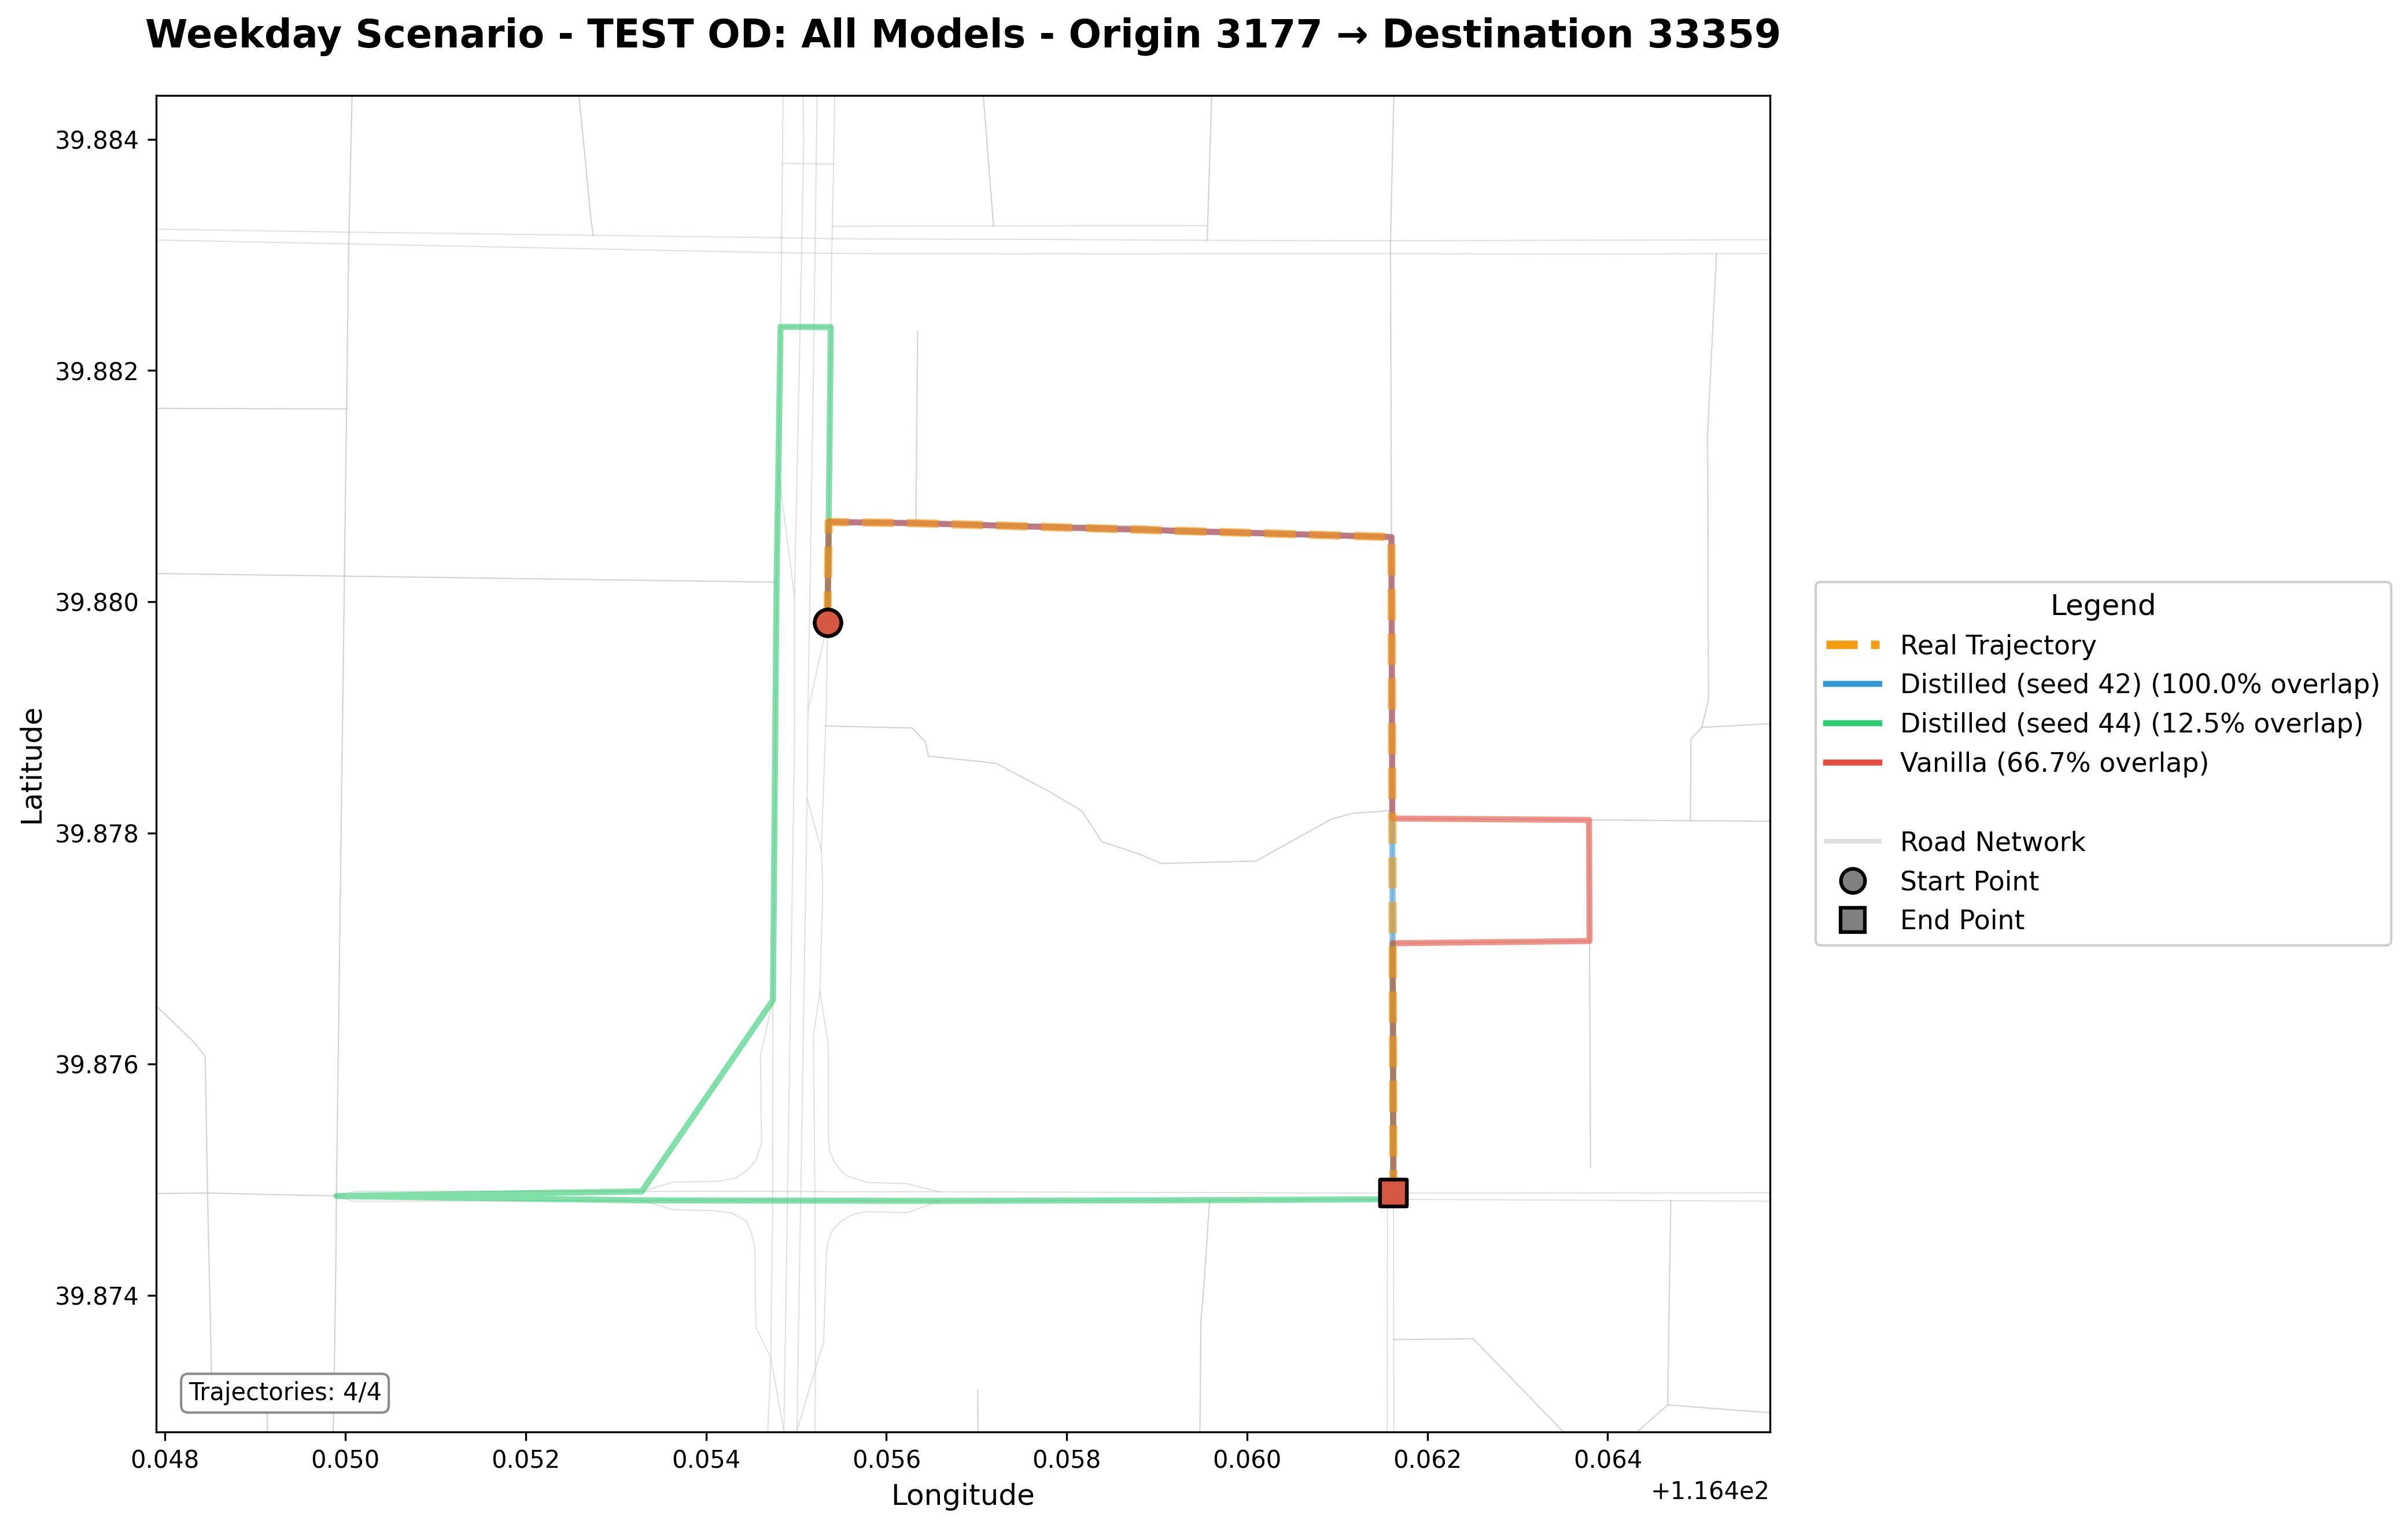 Weekday Scenario - TEST OD: All Models - Origin 3177 → Destination 33359
39.884
39.882
39.880
39.878
39.876
39.874
Latitude
Trajectories: 4/4
0.048
0.050
0.052
0.054
0.056
0.058
0.060
0.062
0.064
+1.164e2
Longitude
Legend
Real Trajectory
Distilled (seed 42) (100.0% overlap)
Distilled (seed 44) (12.5% overlap)
Vanilla (66.7% overlap)
Road Network
Start Point
End Point